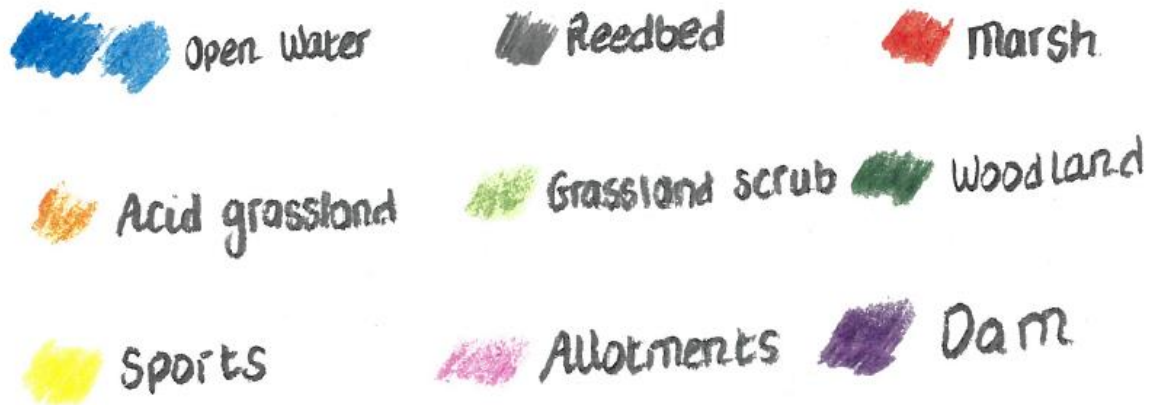 Open Water Reedbed Marsh
Acid grassland Grassland scrub Woodland
Sports Allotments Dam